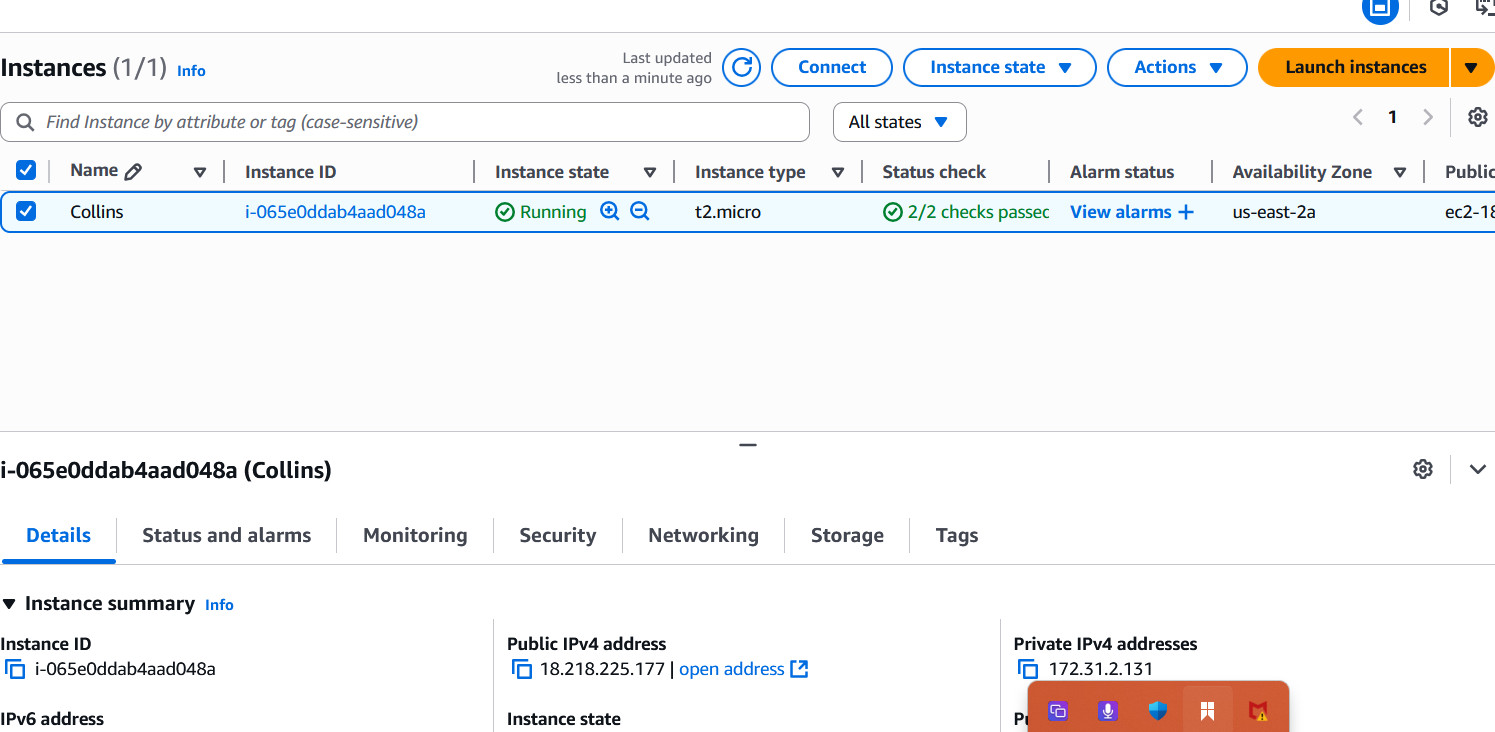 Last updated
less than a minute ago
Instances (1/1) Info
Connect
Instance state
Actions
Launch instances
Find Instance by attribute or tag (case-sensitive)
All states
1
Name Instance ID Instance state Instance type Status check Alarm status Availability Zone Public
Collins i-065e0ddab4aad048a Running t2.micro 2/2 checks passed View alarms + us-east-2a ec2-18
i-065e0ddab4aad048a (Collins)
Details Status and alarms Monitoring Security Networking Storage Tags
Instance summary Info
Instance ID
i-065e0ddab4aad048a
Public IPv4 address
18.218.225.177 | open address
Private IPv4 addresses
172.31.2.131
IPv6 address
Instance state